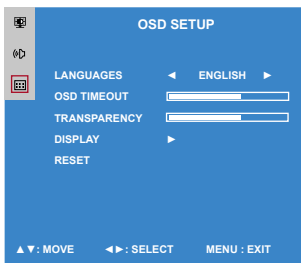 OSD SETUP
LANGUAGES ◄ ENGLISH ►
OSD TIMEOUT
TRANSPARENCY
DISPLAY ►
RESET
▲▼: MOVE ◄►: SELECT MENU : EXIT